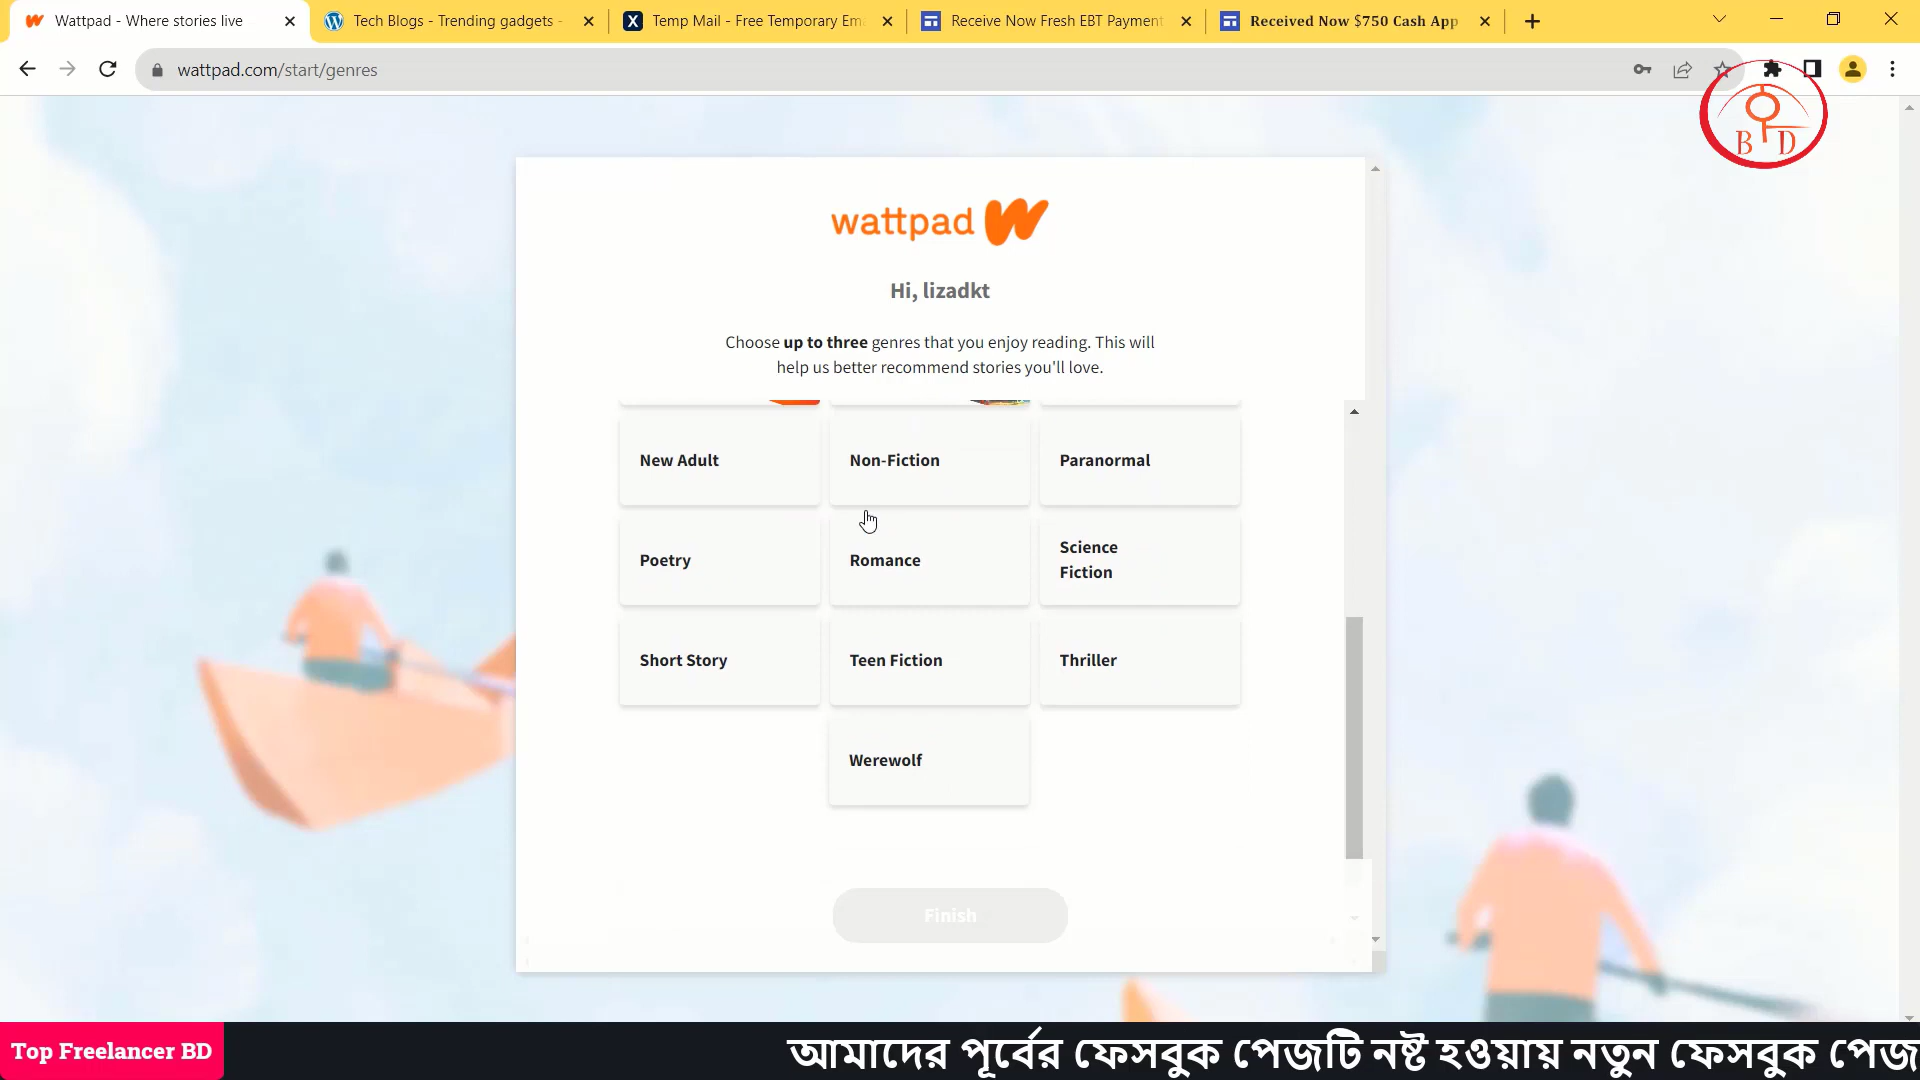 Wattpad - Where stories live
Tech Blogs - Trending gadgets -
Temp Mail - Free Temporary Ema
Receive Now Fresh EBT Payment
Received Now $750 Cash App
wattpad.com/start/genres
B D
wattpad
Hi, lizadkt
Choose up to three genres that you enjoy reading. This will
help us better recommend stories you'll love.
New Adult
Non-Fiction
Paranormal
Poetry
Romance
Science
Fiction
Short Story
Teen Fiction
Thriller
Werewolf
Finish
Top Freelancer BD
আমাদের পূর্বের ফেসবুক পেজটি নষ্ট হওয়ায় নতুন ফেসবুক পেজ